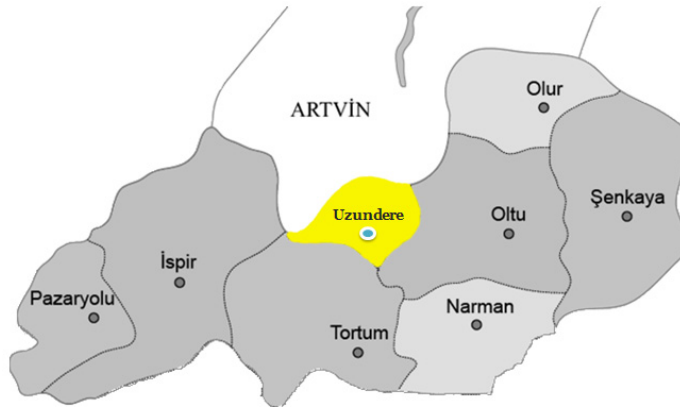 Olur
ARTVİN
Şenkaya
Uzundere
Oltu
İspir
Pazaryolu
Narman
Tortum